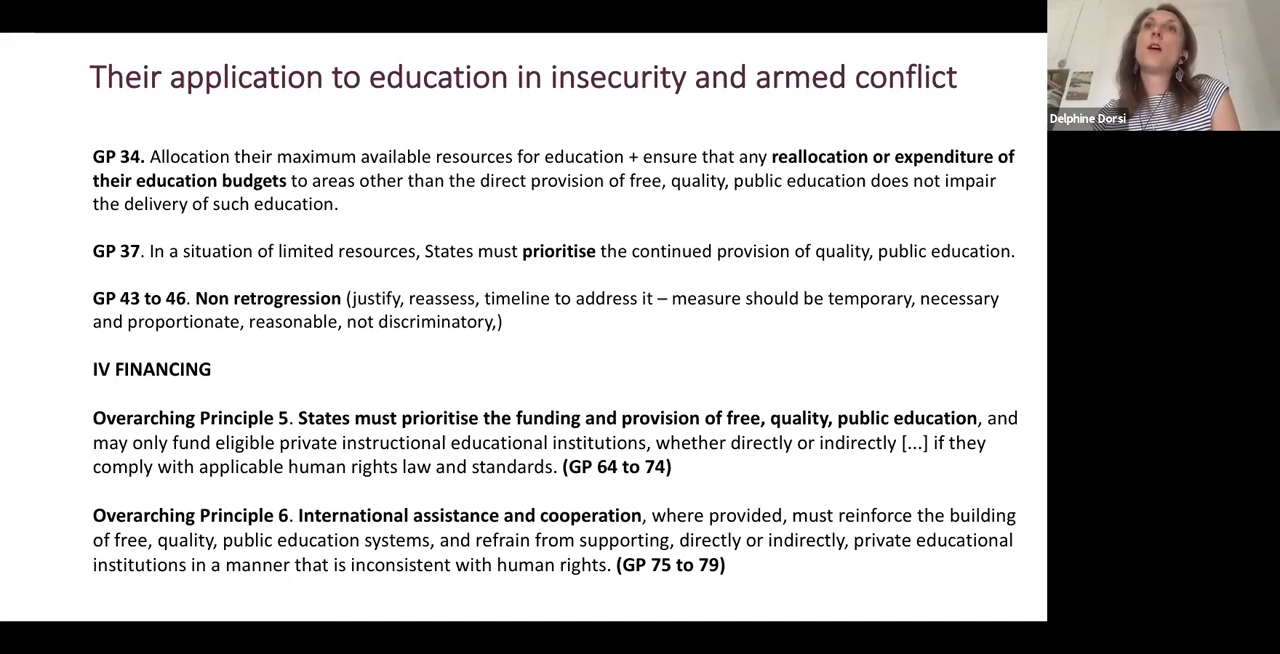 Their application to education in insecurity and armed conflict
Delphine Dorsi
GP 34. Allocation their maximum available resources for education + ensure that any reallocation or expenditure of
their education budgets to areas other than the direct provision of free, quality, public education does not impair
the delivery of such education.
GP 37. In a situation of limited resources, States must prioritise the continued provision of quality, public education.
GP 43 to 46. Non retrogression (justify, reassess, timeline to address it – measure should be temporary, necessary
and proportionate, reasonable, not discriminatory,)
IV FINANCING
Overarching Principle 5. States must prioritise the funding and provision of free, quality, public education, and
may only fund eligible private instructional educational institutions, whether directly or indirectly [...] if they
comply with applicable human rights law and standards. (GP 64 to 74)
Overarching Principle 6. International assistance and cooperation, where provided, must reinforce the building
of free, quality, public education systems, and refrain from supporting, directly or indirectly, private educational
institutions in a manner that is inconsistent with human rights. (GP 75 to 79)